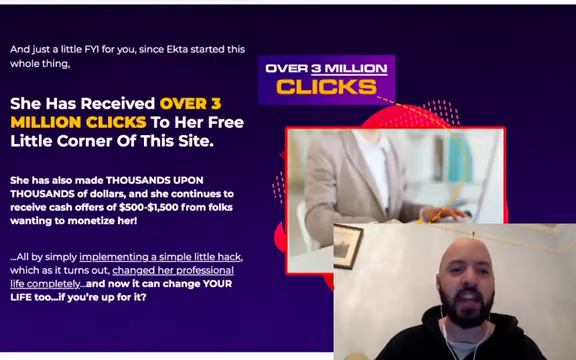 And just a little FYI for you, since Ekta started this
whole thing,
She Has Received OVER 3
MILLION CLICKS To Her Free
Little Corner Of This Site.
She has also made THOUSANDS UPON
THOUSANDS of dollars, and she continues to
receive cash offers of $500-$1,500 from folks
wanting to monetize her!
...All by simply implementing a simple little hack,
which as it turns out, changed her professional
life completely...and now it can change YOUR
LIFE too...if you're up for it?
OVER 3 MILLION
CLICKS